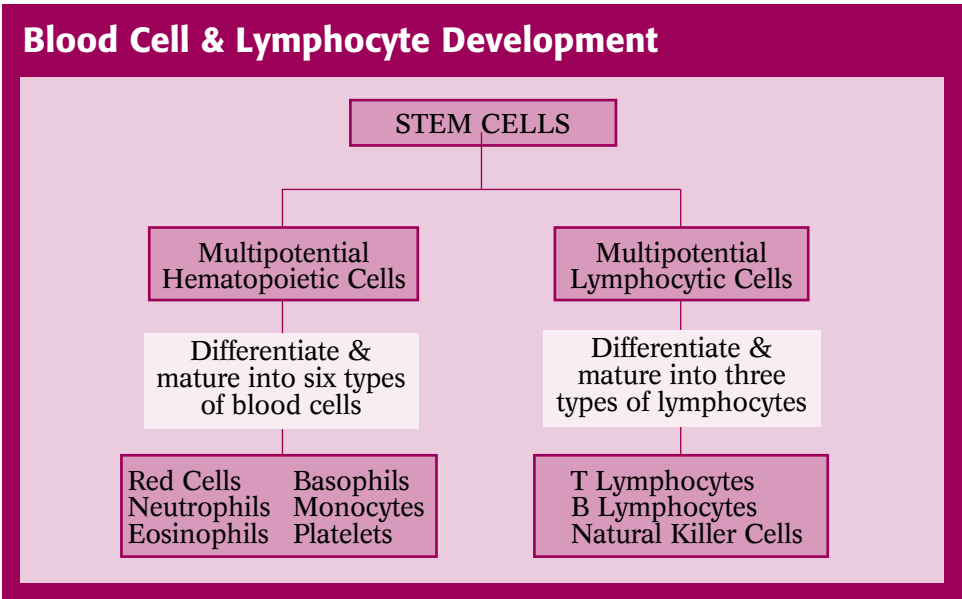 Blood Cell & Lymphocyte Development
STEM CELLS
Multipotential
Hematopoietic Cells
Differentiate &
mature into six types
of blood cells
Red Cells
Neutrophils
Eosinophils
Basophils
Monocytes
Platelets
Multipotential
Lymphocytic Cells
Differentiate &
mature into three
types of lymphocytes
T Lymphocytes
B Lymphocytes
Natural Killer Cells